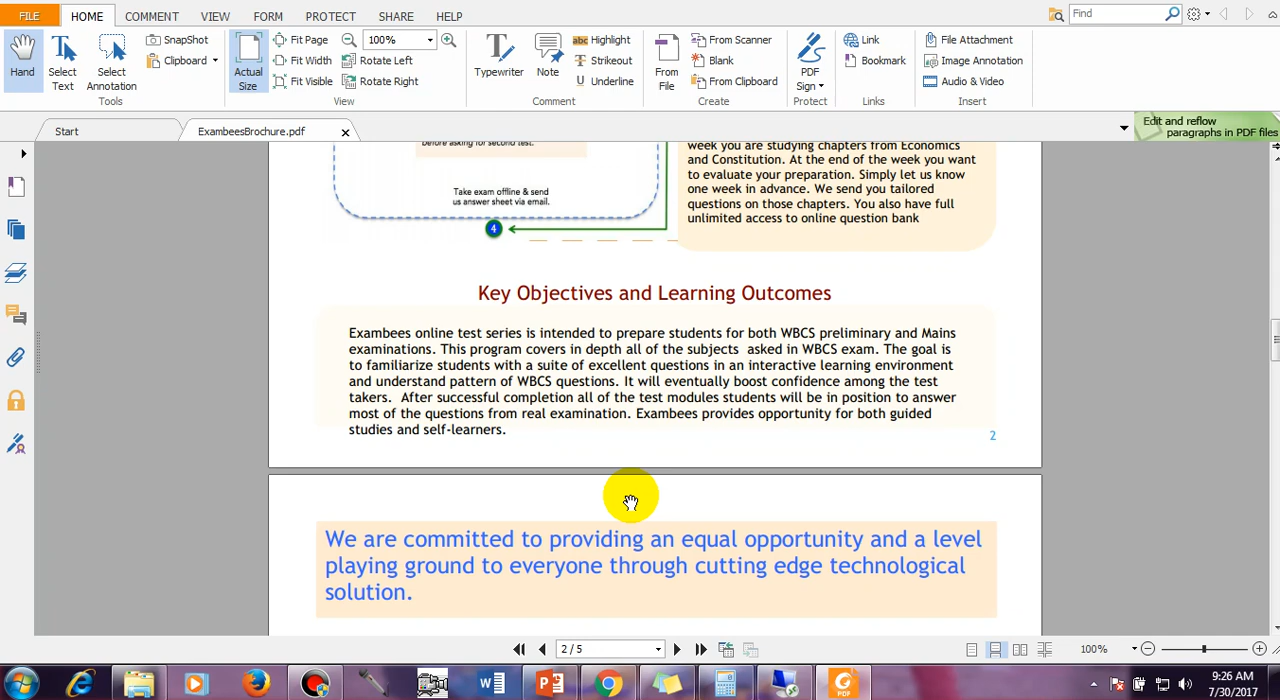 FILE HOME COMMENT VIEW FORM PROTECT SHARE HELP
Find
Hand
Select
Text
Select
Annotation
SnapShot
Clipboard
Tools
Actual
Size
Fit Page
Fit Width
Fit Visible
100%
Rotate Left
Rotate Right
View
Typewriter
Note
Highlight
Strikeout
Underline
Comment
From
File
From Scanner
Blank
From Clipboard
Create
PDF
Sign
Protect
Link
Bookmark
Links
File Attachment
Image Annotation
Audio & Video
Insert
Start
ExambeesBrochure.pdf
Edit and reflow
paragraphs in PDF files
before asking for second test.
Take exam offline & send
us answer sheet via email.
4
week you are studying chapters from Economics
and Constitution. At the end of the week you want
to evaluate your preparation. Simply let us know
one week in advance. We send you tailored
questions on those chapters. You also have full
unlimited access to online question bank
Key Objectives and Learning Outcomes
Exambees online test series is intended to prepare students for both WBCS preliminary and Mains
examinations. This program covers in depth all of the subjects asked in WBCS exam. The goal is
to familiarize students with a suite of excellent questions in an interactive learning environment
and understand pattern of WBCS questions. It will eventually boost confidence among the test
takers. After successful completion all of the test modules students will be in position to answer
most of the questions from real examination. Exambees provides opportunity for both guided
studies and self-learners.
2
We are committed to providing an equal opportunity and a level
playing ground to everyone through cutting edge technological
solution.
2 / 5
100%
9:26 AM
7/30/2017